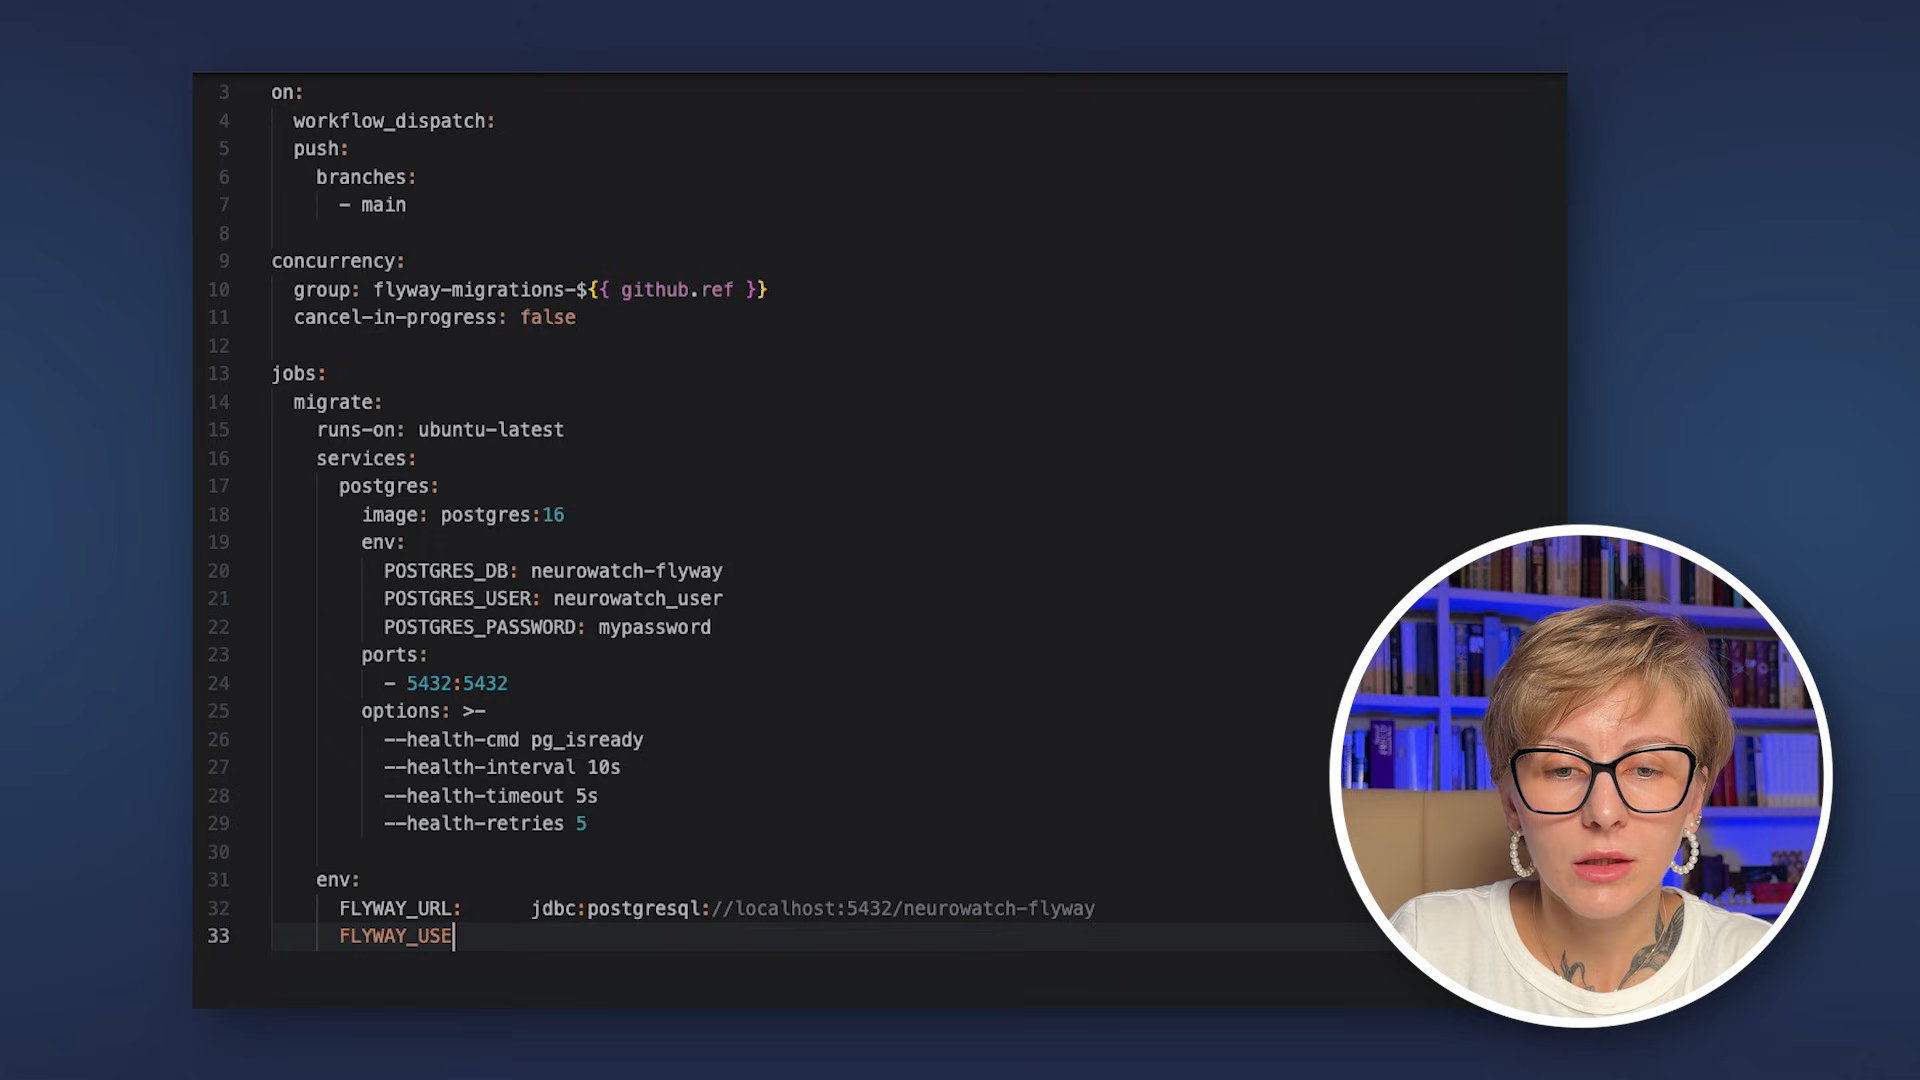 3 on:
4 workflow_dispatch:
5 push:
6 branches:
7 - main
8
9 concurrency:
10 group: flyway-migrations-${{ github.ref }}
11 cancel-in-progress: false
12
13 jobs:
14 migrate:
15 runs-on: ubuntu-latest
16 services:
17 postgres:
18 image: postgres:16
19 env:
20 POSTGRES_DB: neurowatch-flyway
21 POSTGRES_USER: neurowatch_user
22 POSTGRES_PASSWORD: mypassword
23 ports:
24 - 5432:5432
25 options: >-
26 --health-cmd pg_isready
27 --health-interval 10s
28 --health-timeout 5s
29 --health-retries 5
30
31 env:
32 FLYWAY_URL: jdbc:postgresql://localhost:5432/neurowatch-flyway
33 FLYWAY_USE